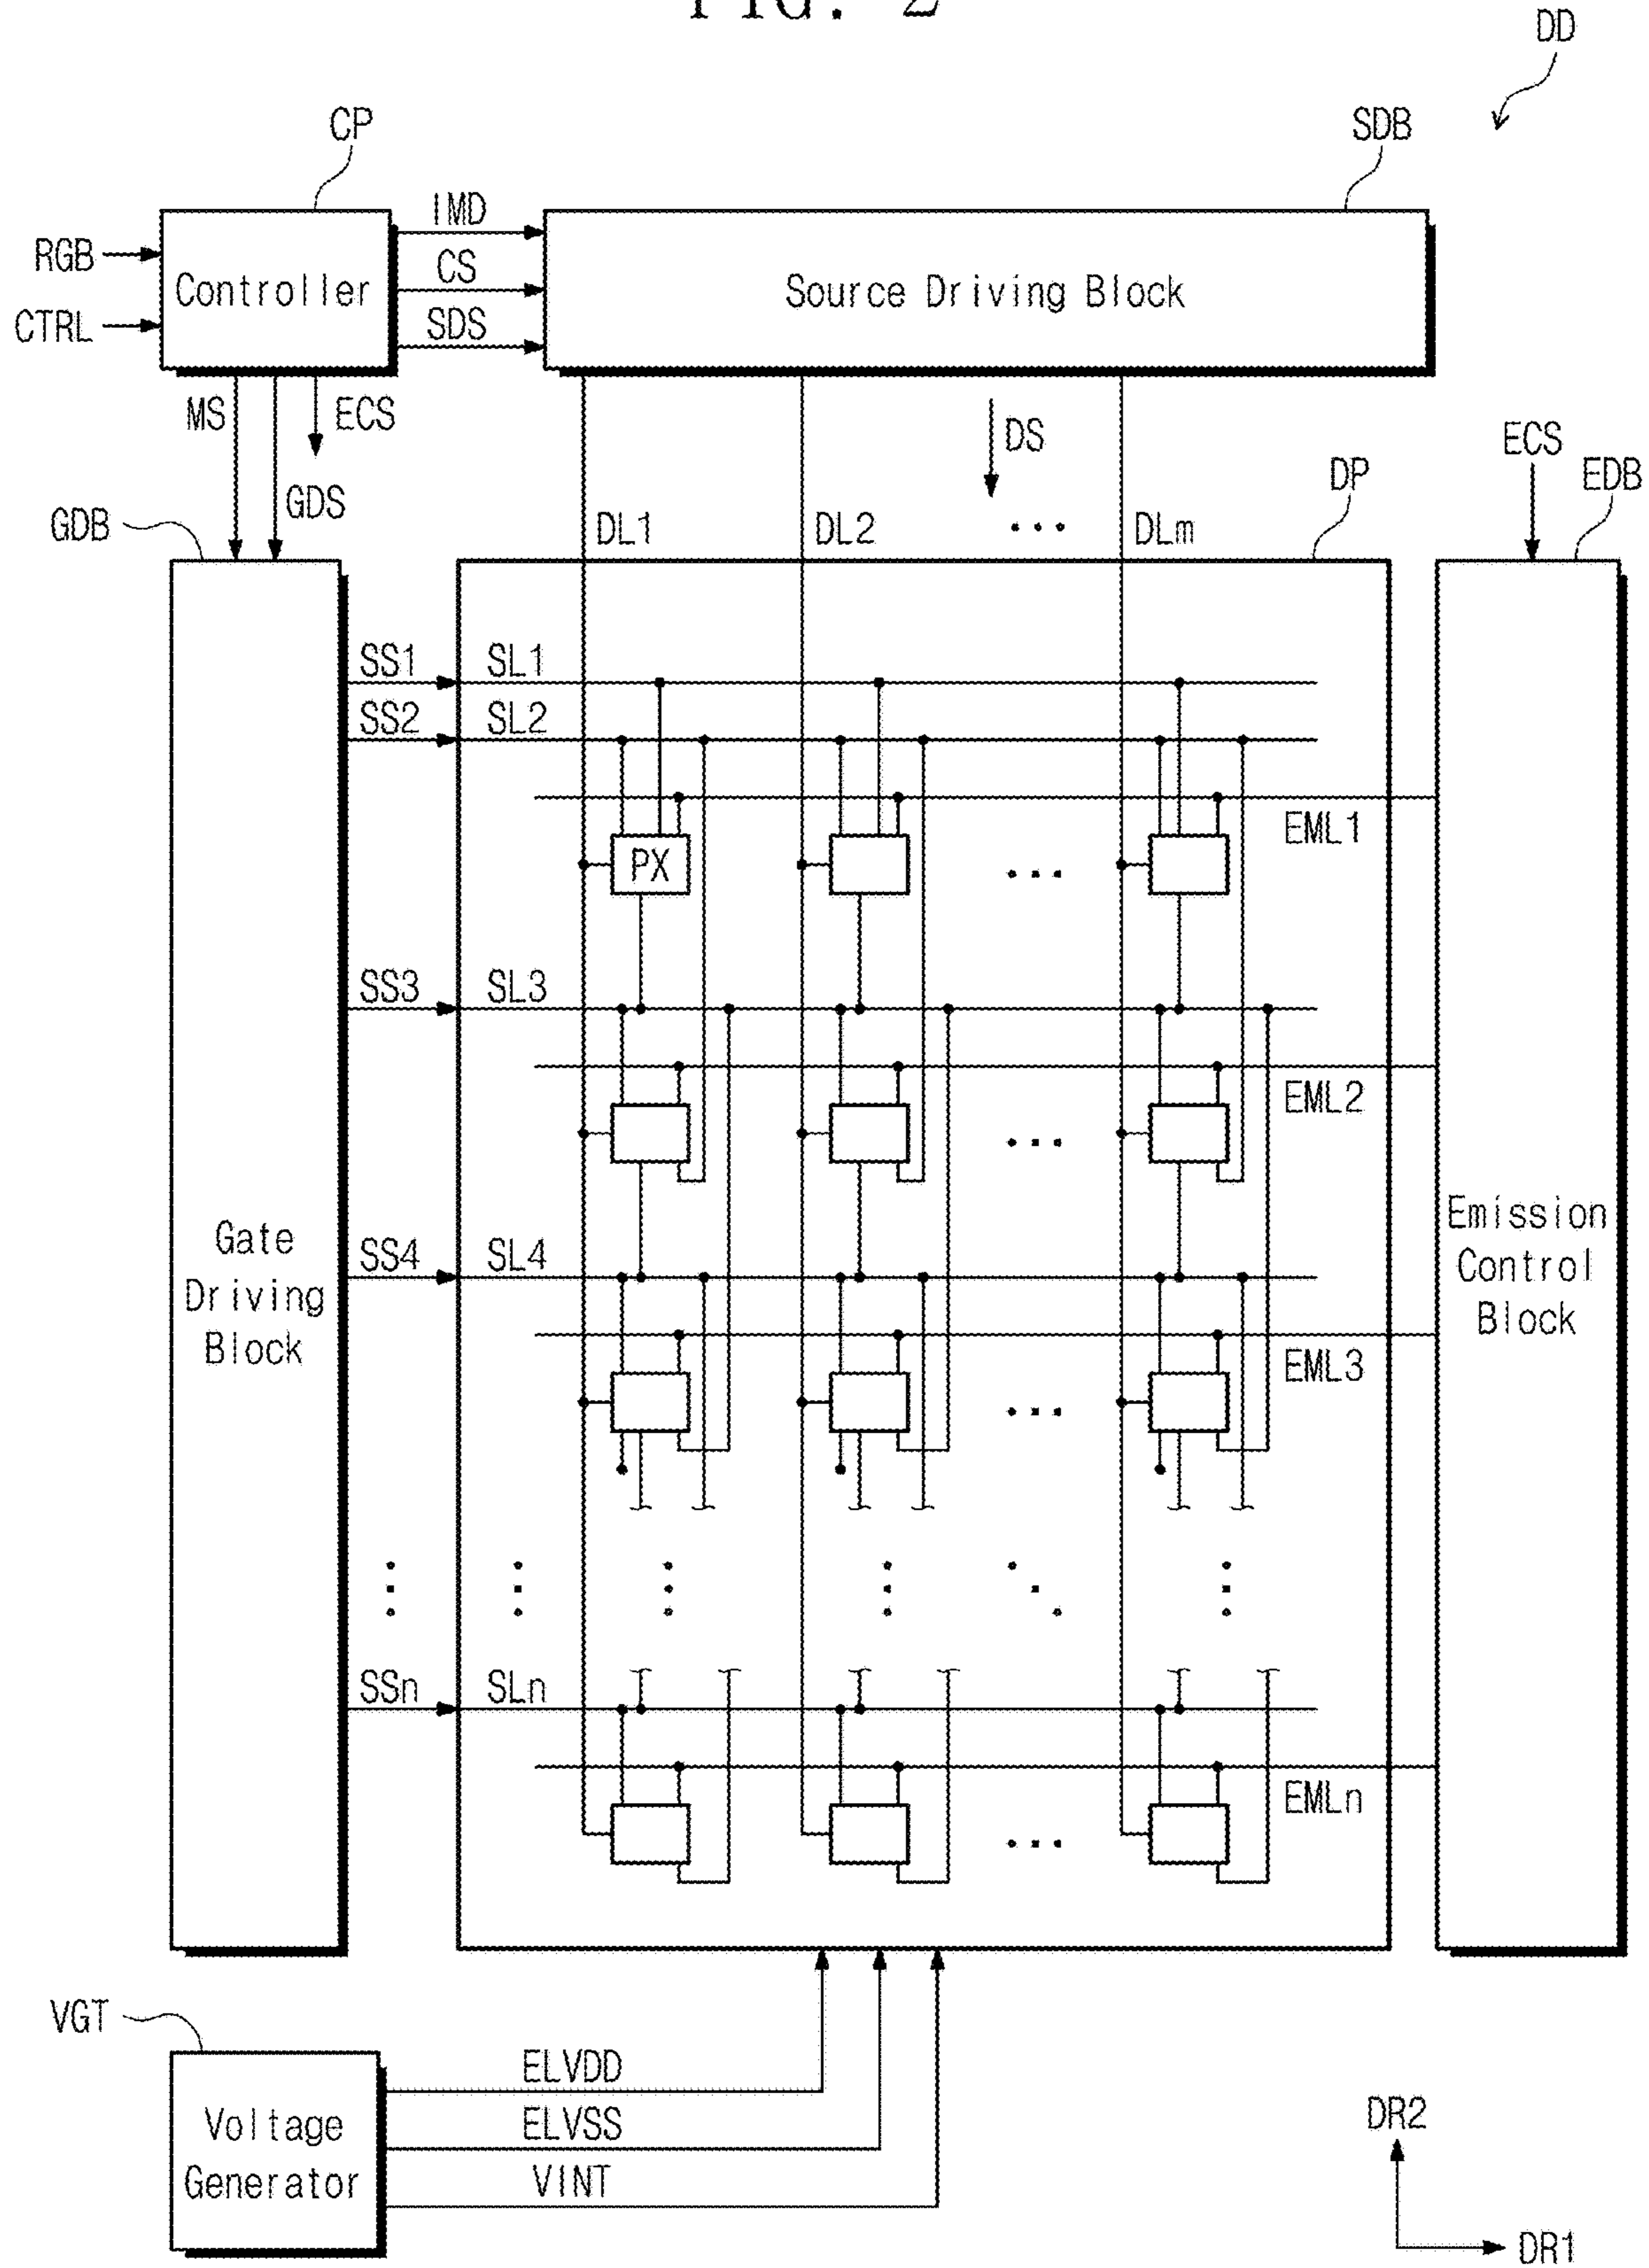 FIG. 2
DD
CP
SDB
RGB
CTRL
Controller
IMD
CS
SDS
Source Driving Block
MS
ECS
GDS
DS
ECS
GDB
DL1
DL2
DLm
DP
EDB
SS1
SL1
SS2
SL2
EML1
PX
SS3
SL3
EML2
Gate
Driving
Block
SS4
SL4
Emission
Control
Block
EML3
SSn
SLn
EMLn
VGT
Voltage
Generator
ELVDD
ELVSS
VINT
DR2
DR1